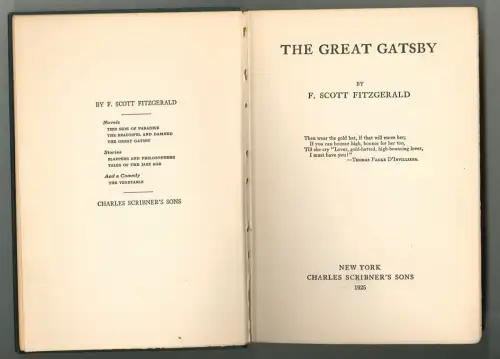 BY F. SCOTT FITZGERALD
Novels
THIS SIDE OF PARADISE
THE BEAUTIFUL AND DAMNED
THE GREAT GATSBY
Stories
FLAPPERS AND PHILOSOPHERS
TALES OF THE JAZZ AGE
And a Comedy
THE VEGETABLE
CHARLES SCRIBNER'S SONS
THE GREAT GATSBY
BY
F. SCOTT FITZGERALD
Then wear the gold hat, if that will move her;
If you can bounce high, bounce for her too,
Till she cry "Lover, gold-hatted, high-bouncing lover,
I must have you!"
—THOMAS PARKE D'INVILLIERS.
NEW YORK
CHARLES SCRIBNER'S SONS
1925